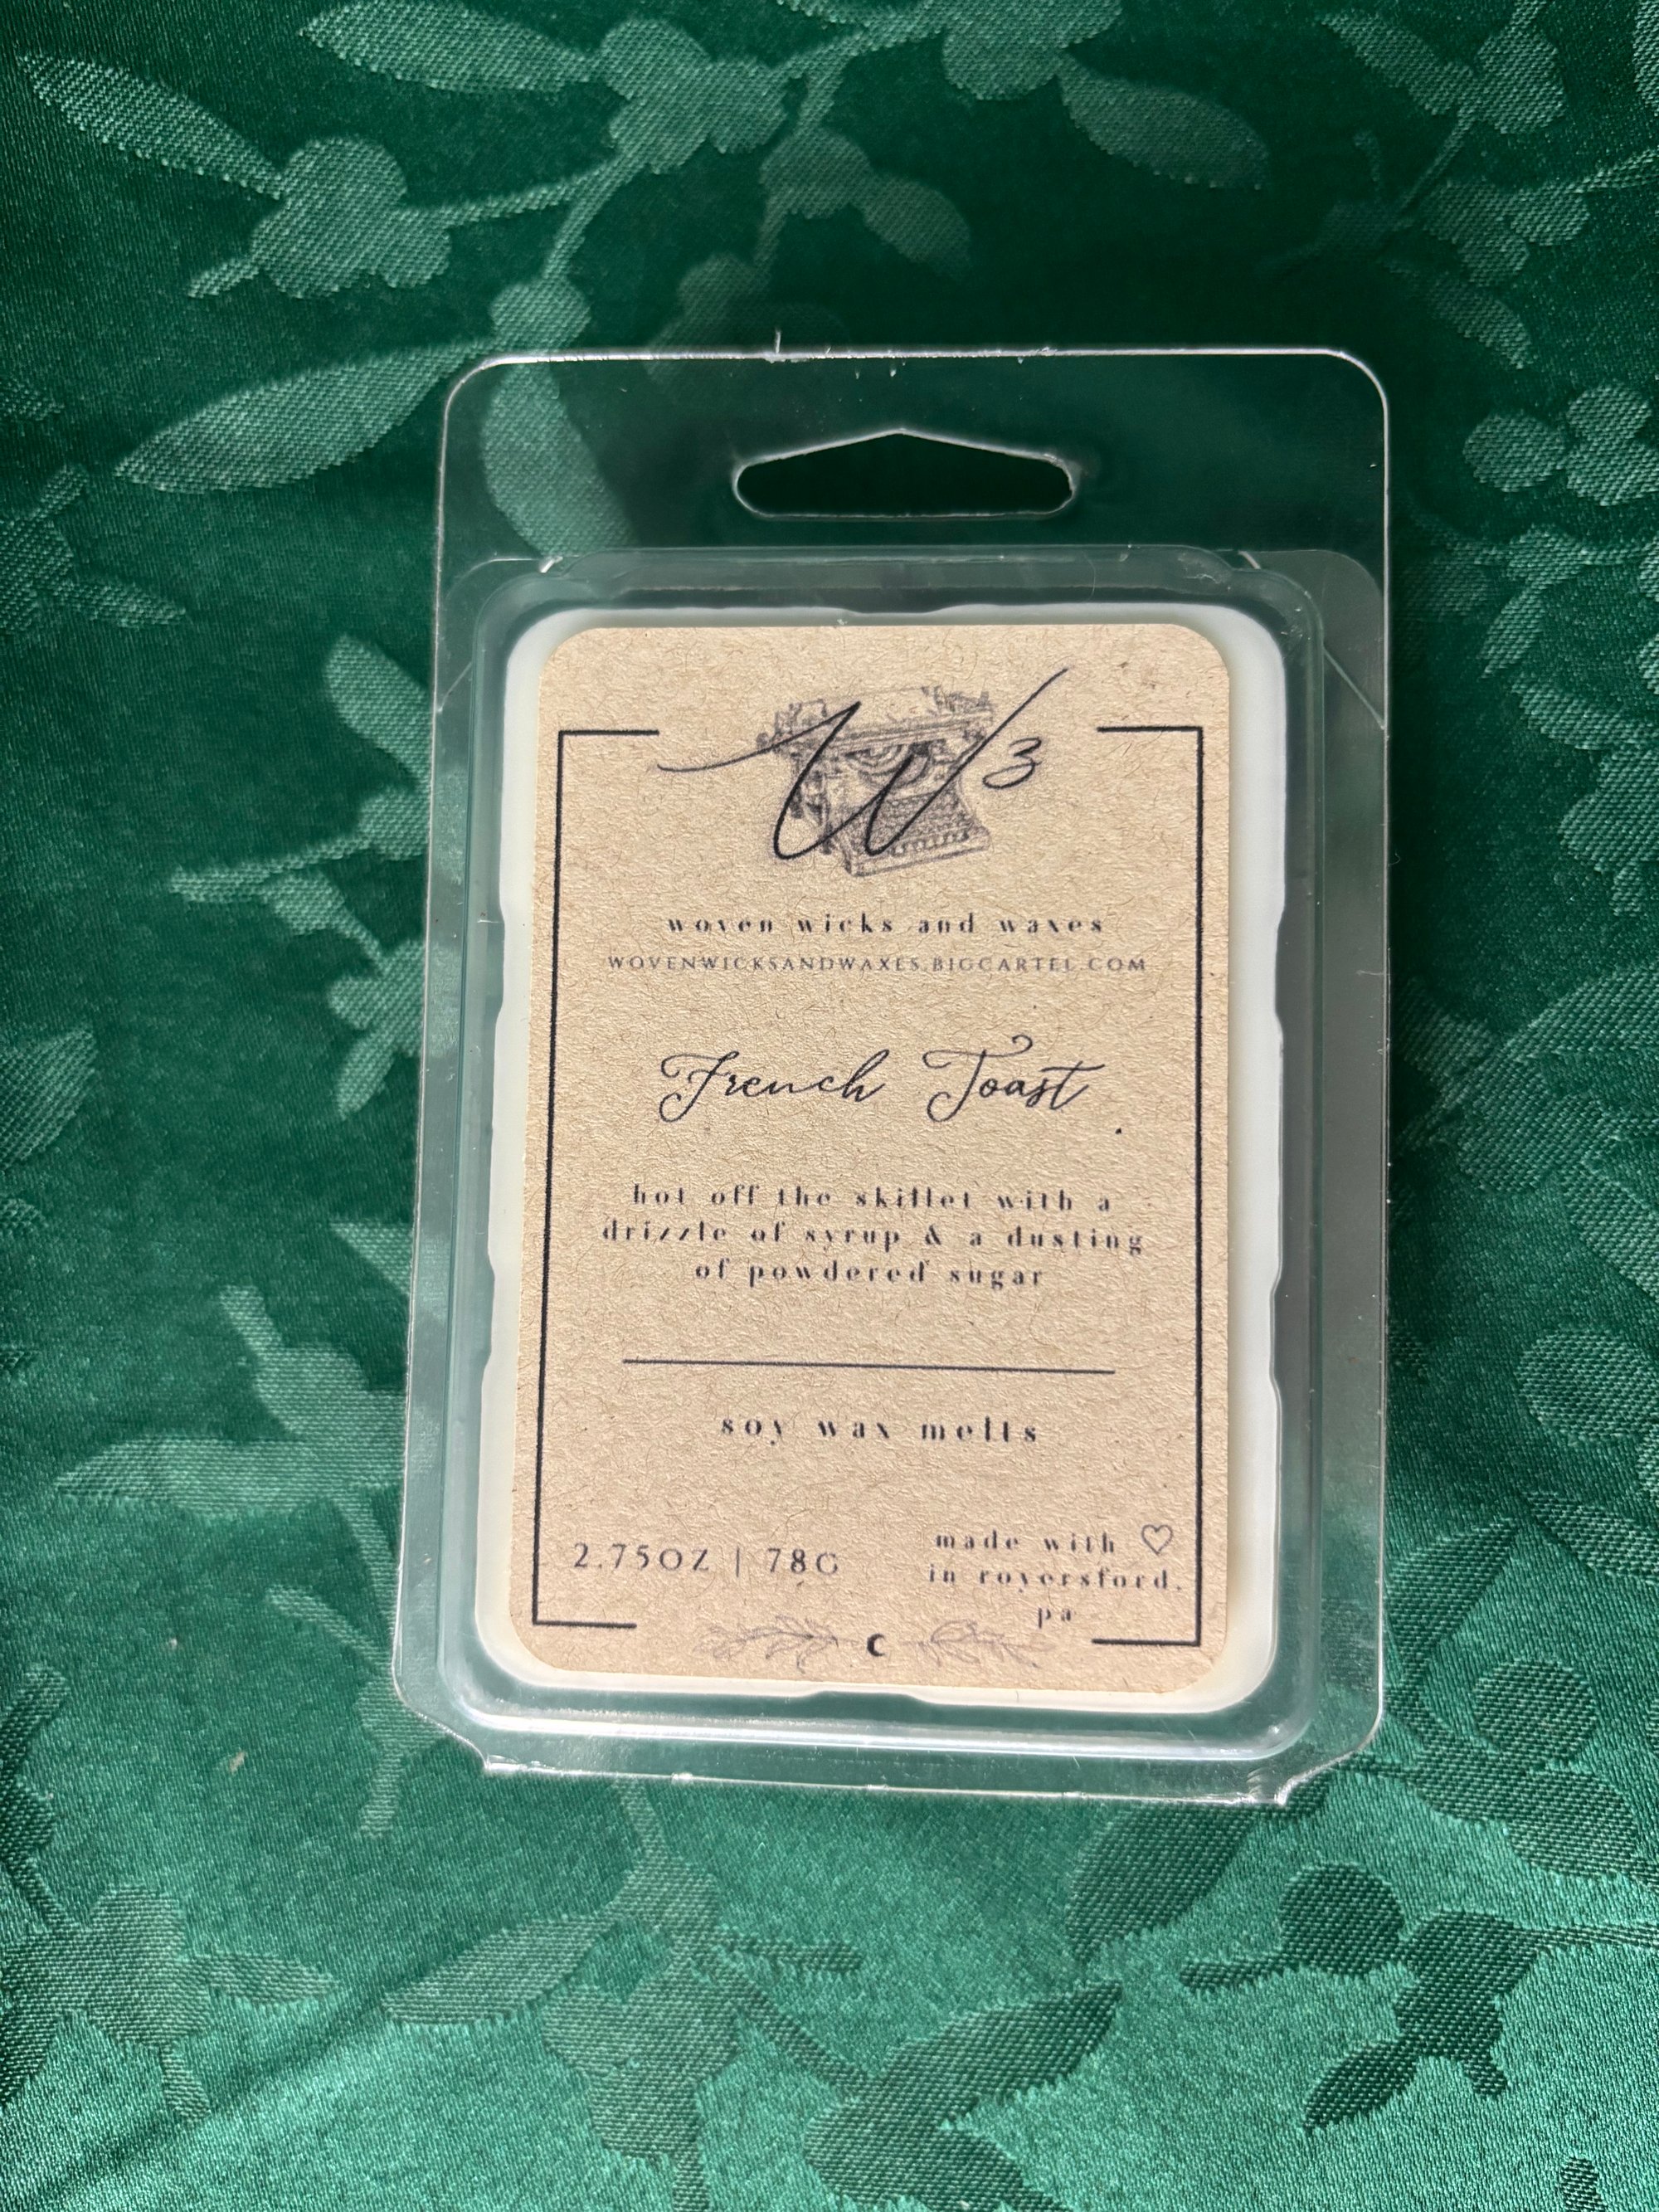 W3
woven wicks and waxes
WOVENWICKSANDWAXES.BIGCARTEL.COM
French Toast
hot off the skillet with a
drizzle of syrup & a dusting
of powdered sugar
soy wax melts
2.75OZ | 78G
made with ♡
in royersford,
pa